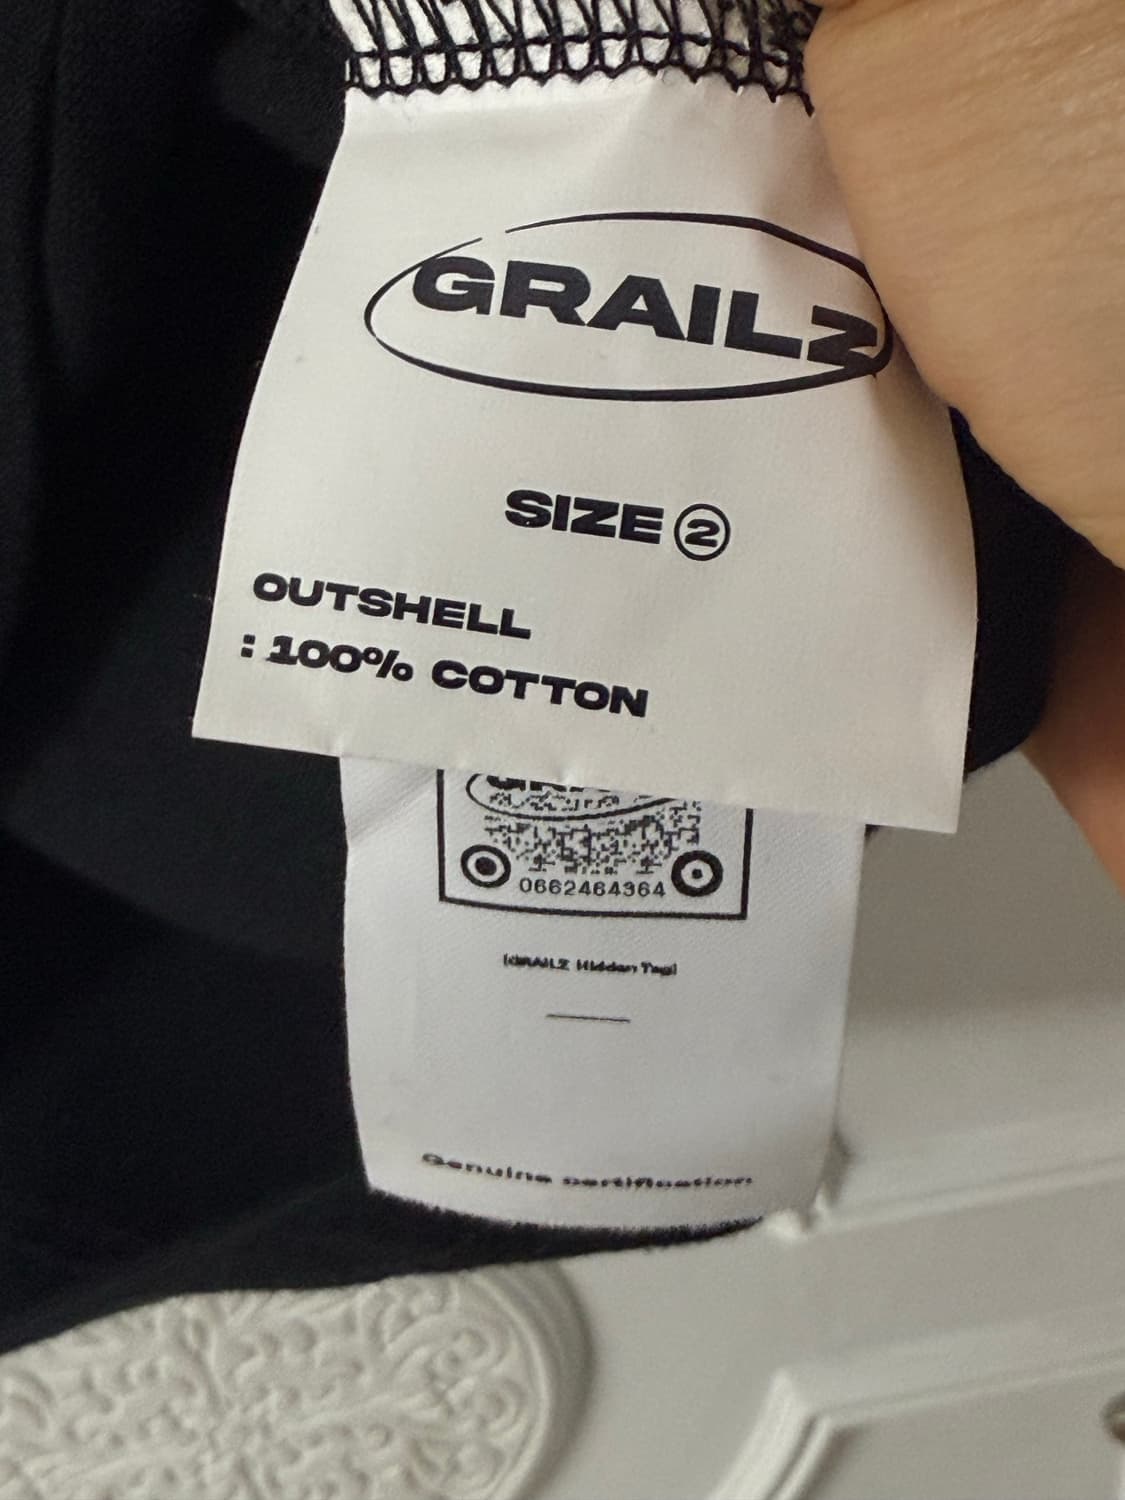 GRAILZ
SIZE ②
OUTSHELL
: 100% COTTON
0662464364
[GRAILZ Hidden Tag]
Genuine certification